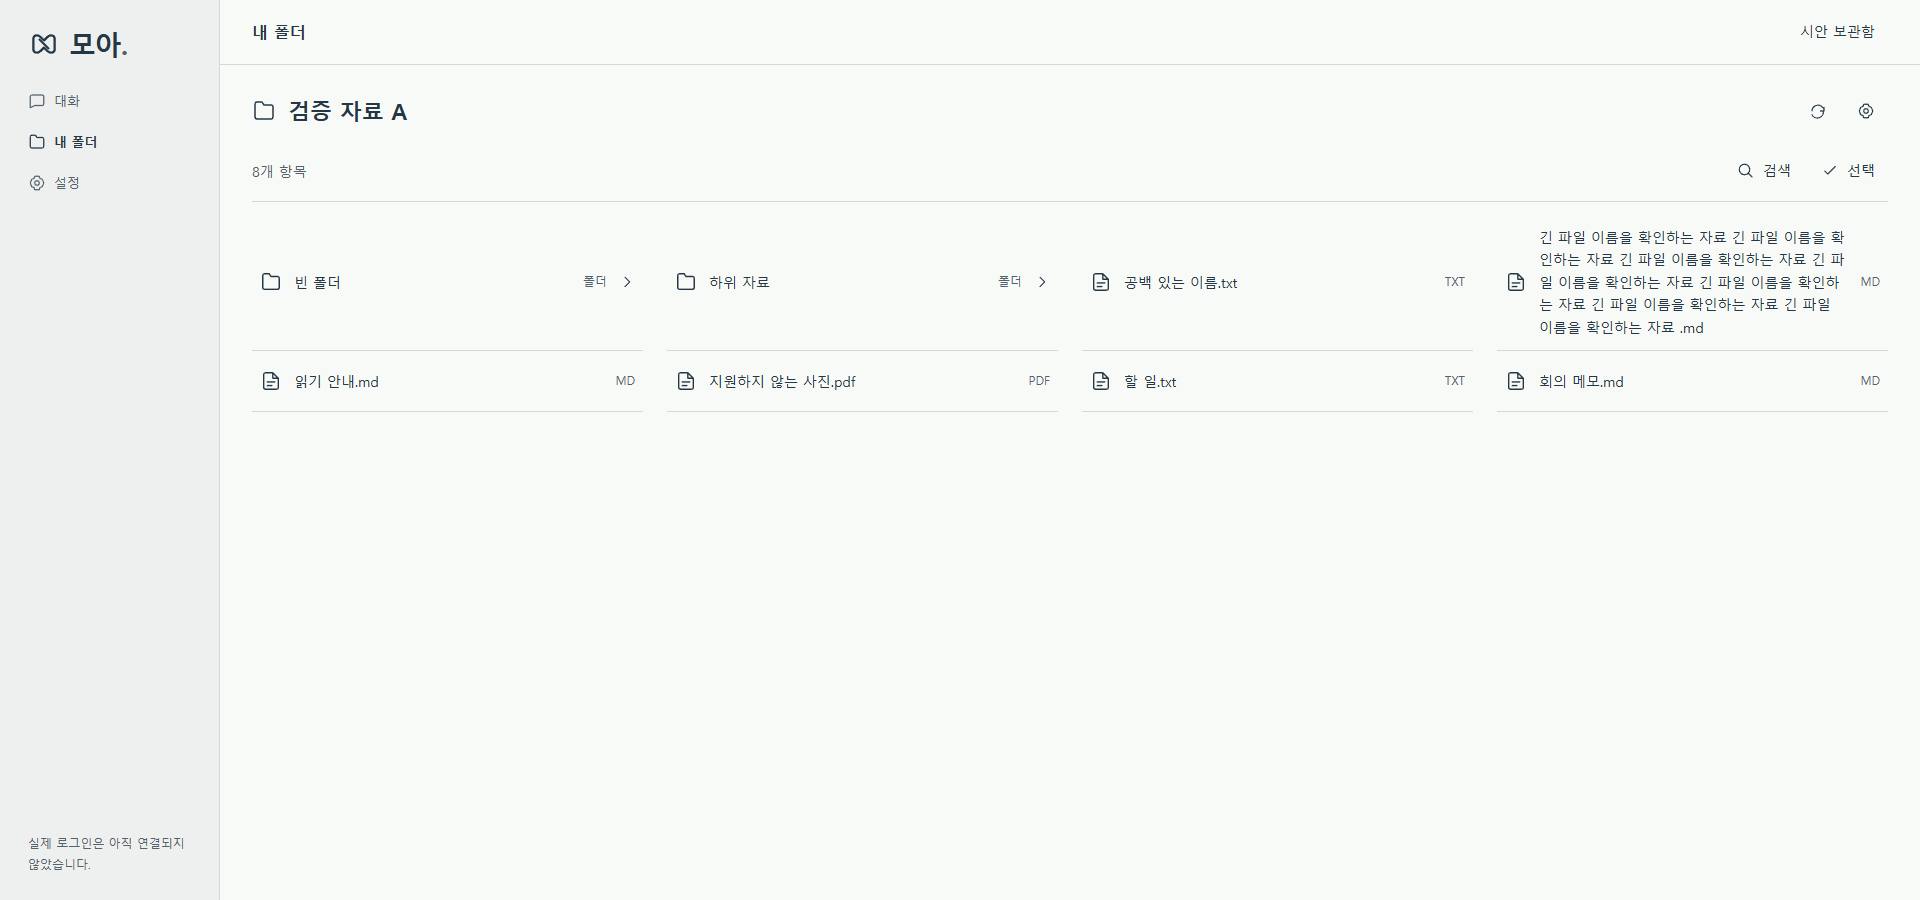 모아.
대화
내 폴더
설정
실제 로그인은 아직 연결되지
않았습니다.
내 폴더
시안 보관함
검증 자료 A
8개 항목
검색
선택
빈 폴더
폴더
하위 자료
폴더
공백 있는 이름.txt
TXT
긴 파일 이름을 확인하는 자료 긴 파일 이름을 확
인하는 자료 긴 파일 이름을 확인하는 자료 긴 파
일 이름을 확인하는 자료 긴 파일 이름을 확인하
는 자료 긴 파일 이름을 확인하는 자료 긴 파일
이름을 확인하는 자료 .md
MD
읽기 안내.md
MD
지원하지 않는 사진.pdf
PDF
할 일.txt
TXT
회의 메모.md
MD